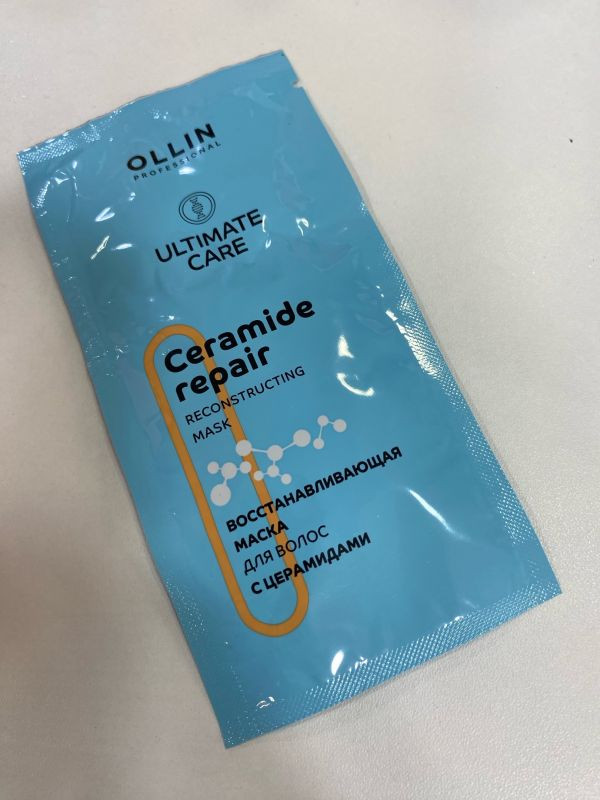 OLLIN
PROFESSIONAL
ULTIMATE
CARE
Ceramide
repair
RECONSTRUCTING
MASK
ВОССТАНАВЛИВАЮЩАЯ
МАСКА
ДЛЯ ВОЛОС
С ЦЕРАМИДАМИ